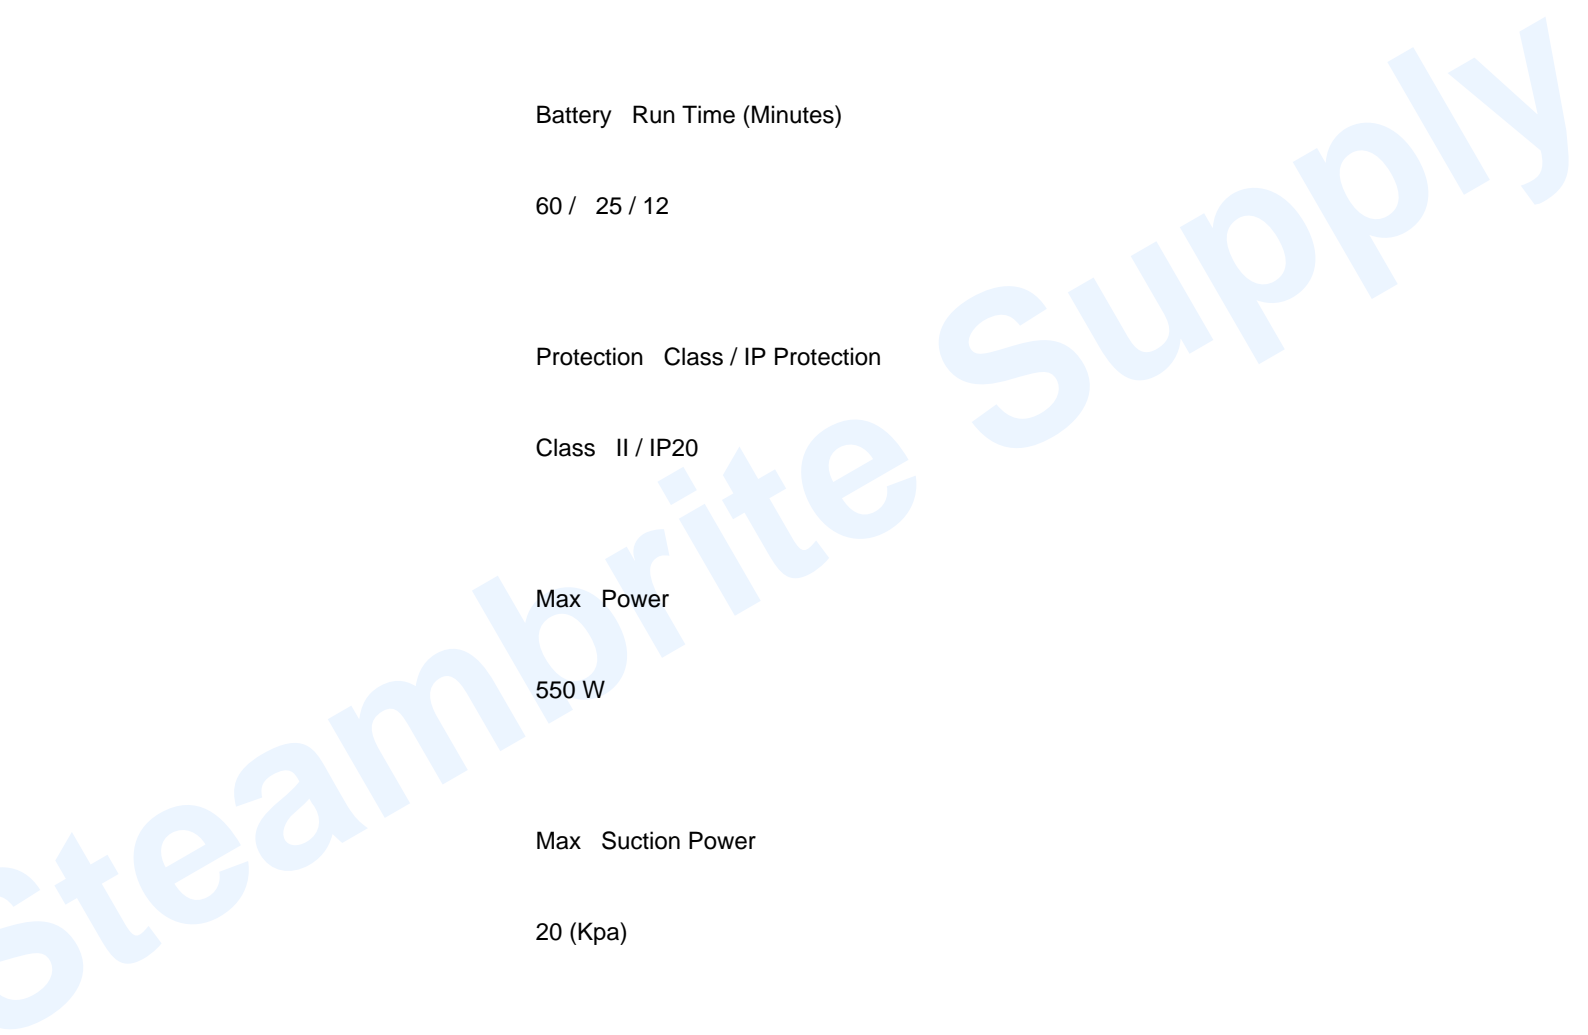 Battery   Run Time (Minutes)
60 /   25 / 12
Protection   Class / IP Protection
Class   II / IP20
Max   Power
550 W
Max   Suction Power
20 (Kpa)
Steambrite Supply